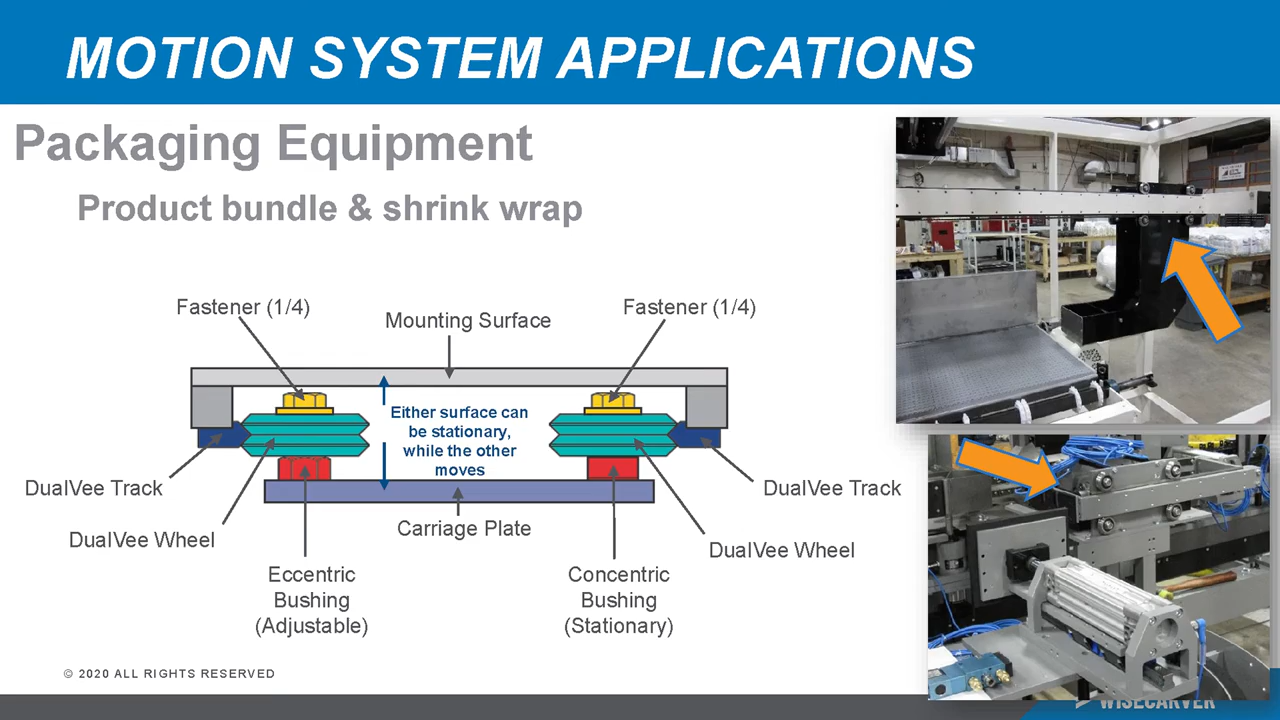 MOTION SYSTEM APPLICATIONS
Packaging Equipment
Product bundle & shrink wrap
Fastener (1/4)
Mounting Surface
Fastener (1/4)
Either surface can
be stationary,
while the other
moves
DualVee Track
DualVee Track
DualVee Wheel
Carriage Plate
DualVee Wheel
Eccentric
Bushing
(Adjustable)
Concentric
Bushing
(Stationary)
© 2020 ALL RIGHTS RESERVED
WISECARVER